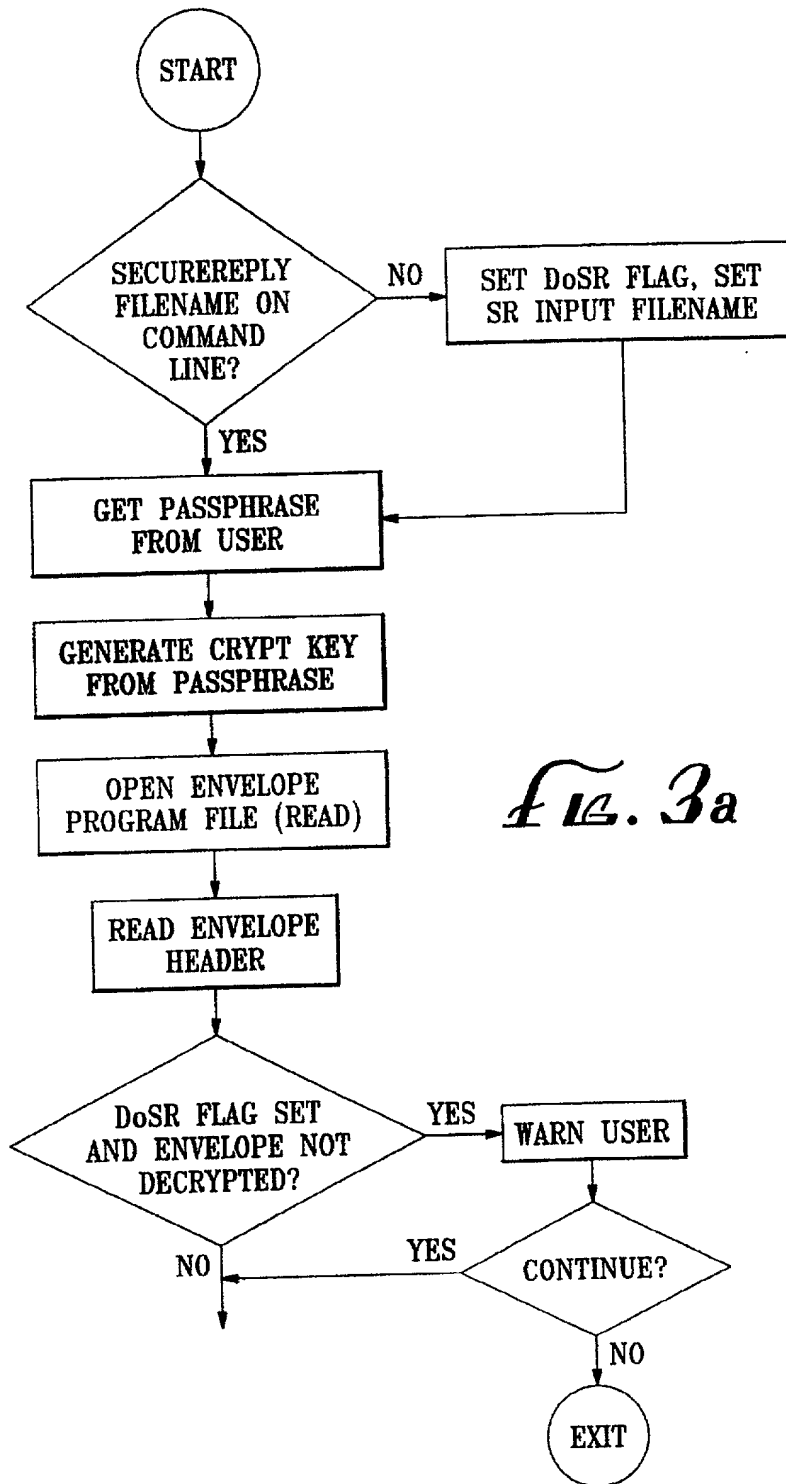 START
SECUREREPLY
FILENAME ON
COMMAND
LINE?
NO
SET DoSR FLAG, SET
SR INPUT FILENAME
YES
GET PASSPHRASE
FROM USER
GENERATE CRYPT KEY
FROM PASSPHRASE
OPEN ENVELOPE
PROGRAM FILE (READ)
FIG. 3a
READ ENVELOPE
HEADER
DoSR FLAG SET
AND ENVELOPE NOT
DECRYPTED?
YES
WARN USER
NO
YES
CONTINUE?
NO
EXIT